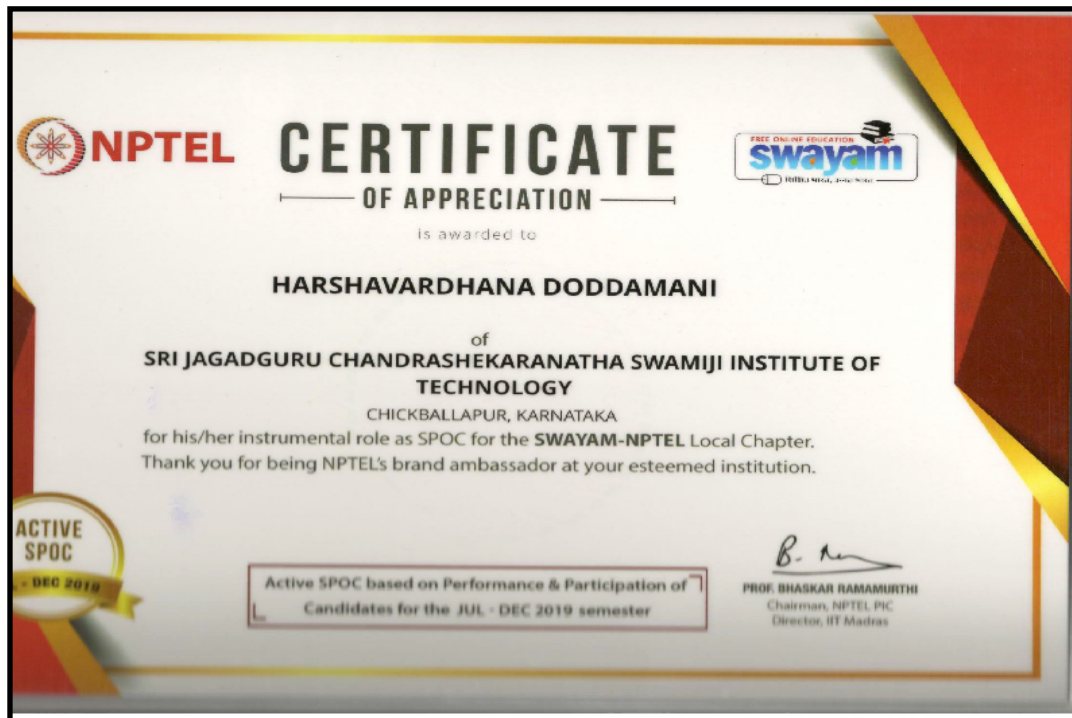 NPTEL
CERTIFICATE
OF APPRECIATION
FREE ONLINE EDUCATION
swayam
is awarded to
HARSHAVARDHANA DODDAMANI
of
SRI JAGADGURU CHANDRASHEKARANATHA SWAMIJI INSTITUTE OF
TECHNOLOGY
CHICKBALLAPUR, KARNATAKA
for his/her instrumental role as SPOC for the SWAYAM-NPTEL Local Chapter.
Thank you for being NPTEL's brand ambassador at your esteemed institution.
ACTIVE
SPOC
- DEC 2019
Active SPOC based on Performance & Participation of
Candidates for the JUL - DEC 2019 semester
B.
PROF. BHASKAR RAMAMURTHI
Chairman, NPTEL PIC
Director, IIT Madras